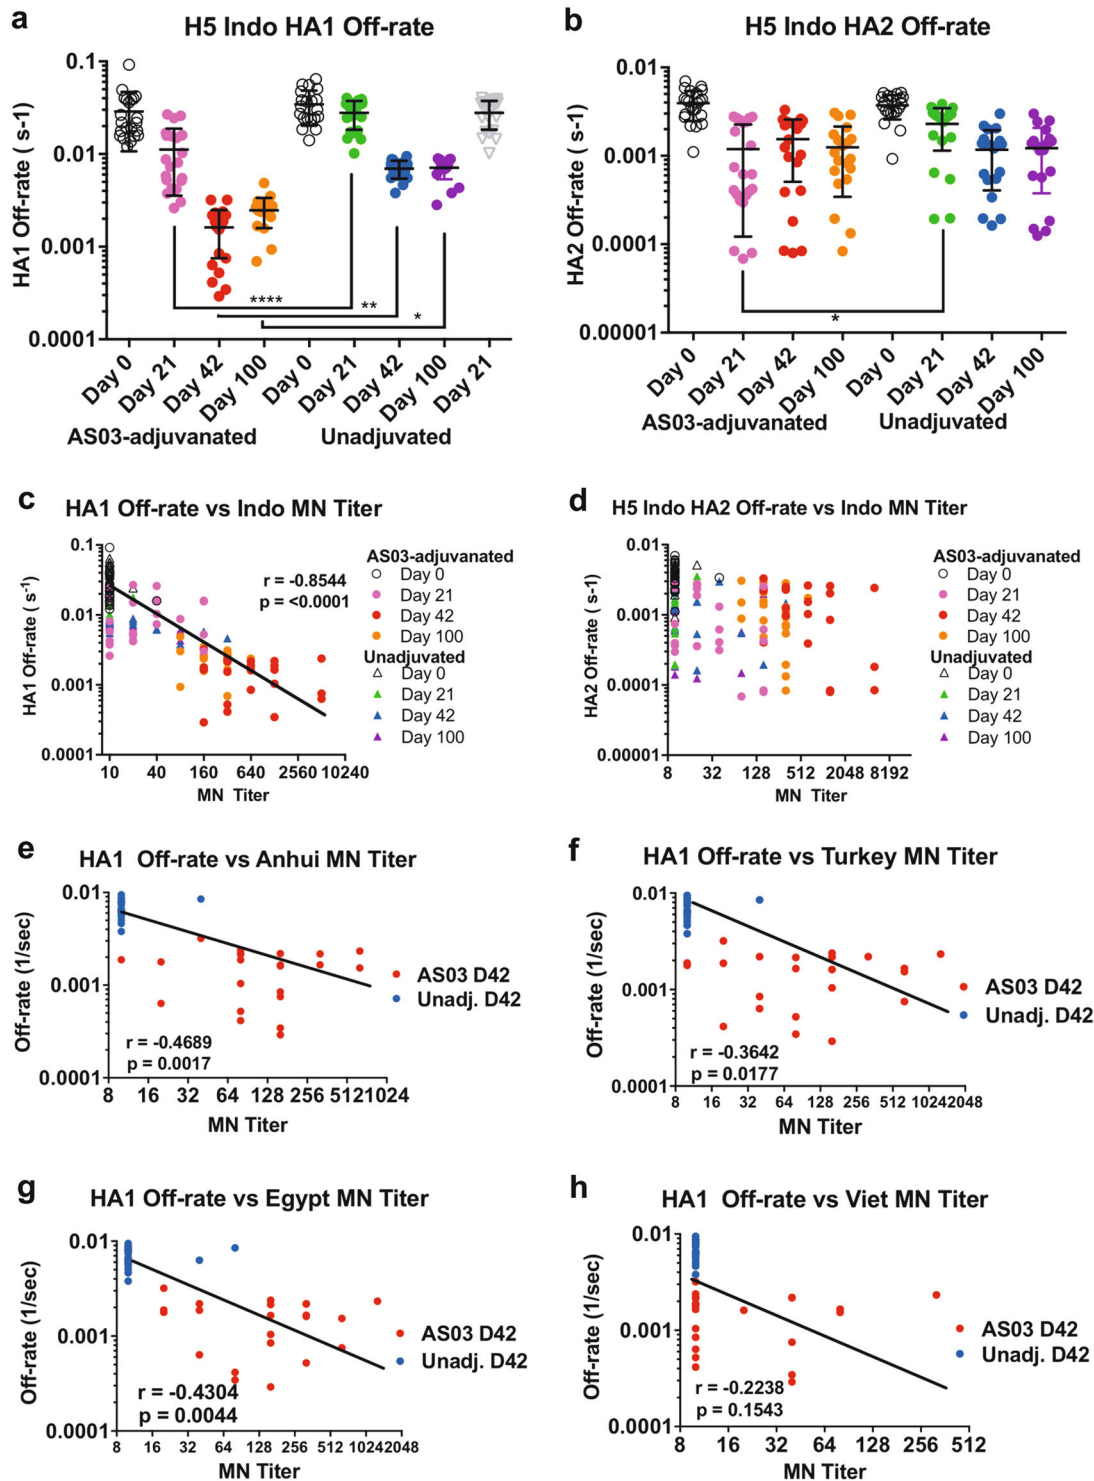 a
H5 Indo HA1 Off-rate
HA1 Off-rate ( s-1)
0.1
0.01
0.001
0.0001
****
**
*
Day 0
Day 21
Day 42
Day 100
Day 0
Day 21
Day 42
Day 100
Day 21
AS03-adjuvanated
Unadjuvated
b
H5 Indo HA2 Off-rate
HA2 Off-rate ( s-1)
0.01
0.001
0.0001
0.00001
*
Day 0
Day 21
Day 42
Day 100
Day 0
Day 21
Day 42
Day 100
AS03-adjuvanated
Unadjuvated
c
HA1 Off-rate vs Indo MN Titer
HA1 Off-rate ( s-1)
0.1
0.01
0.001
0.0001
r = -0.8544
p = <0.0001
10 40 160 640 2560 10240
MN Titer
AS03-adjuvanated
Day 0
Day 21
Day 42
Day 100
Unadjuvated
Day 0
Day 21
Day 42
Day 100
d
H5 Indo HA2 Off-rate vs Indo MN Titer
HA2 Off-rate ( s-1)
0.01
0.001
0.0001
0.00001
8 32 128 512 2048 8192
MN Titer
AS03-adjuvanated
Day 0
Day 21
Day 42
Day 100
Unadjuvated
Day 0
Day 21
Day 42
Day 100
e
HA1 Off-rate vs Anhui MN Titer
Off-rate (1/sec)
0.01
0.001
0.0001
r = -0.4689
p = 0.0017
8 16 32 64 128 256 512 1024
MN Titer
AS03 D42
Unadj. D42
f
HA1 Off-rate vs Turkey MN Titer
Off-rate (1/sec)
0.01
0.001
0.0001
r = -0.3642
p = 0.0177
8 16 32 64 128 256 512 1024 2048
MN Titer
AS03 D42
Unadj. D42
g
HA1 Off-rate vs Egypt MN Titer
Off-rate (1/sec)
0.01
0.001
0.0001
r = -0.4304
p = 0.0044
8 16 32 64 128 256 512 1024 2048
MN Titer
AS03 D42
Unadj. D42
h
HA1 Off-rate vs Viet MN Titer
Off-rate (1/sec)
0.01
0.001
0.0001
r = -0.2238
p = 0.1543
8 16 32 64 128 256 512
MN Titer
AS03 D42
Unadj. D42